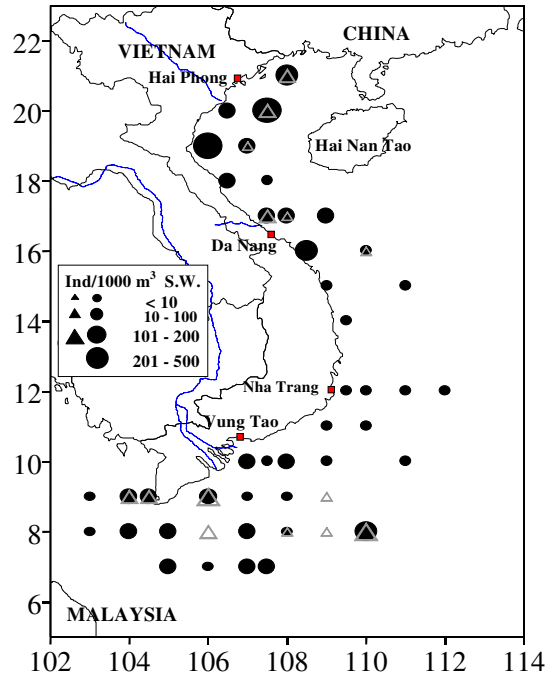 22
CHINA
VIETNAM
Hai Phong
20
Hai Nan Tao
18
Da Nang
16
Ind/1000 m³ S.W.
< 10
10 - 100
101 - 200
201 - 500
14
Nha Trang
12
Vung Tao
10
8
6
MALAYSIA
102 104 106 108 110 112 114